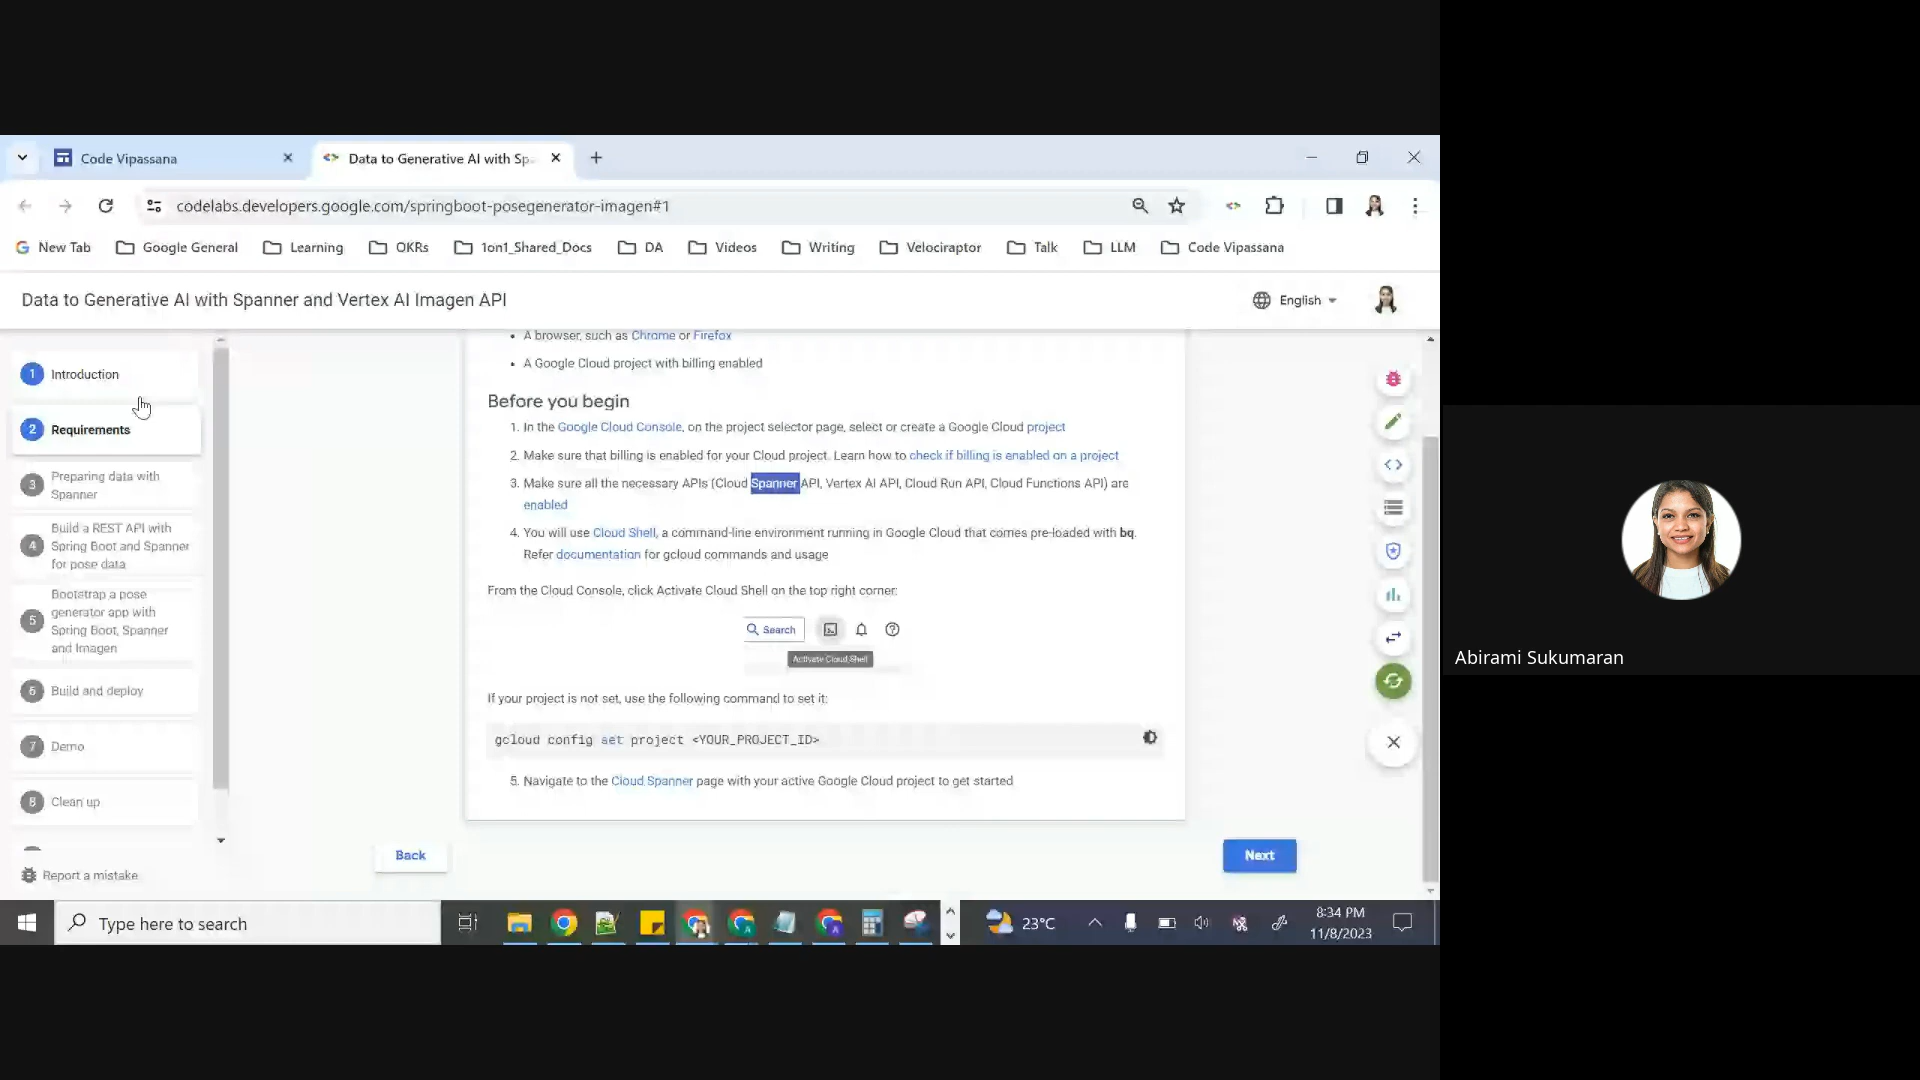 Code Vipassana
Data to Generative AI with Sp
codelabs.developers.google.com/springboot-posegenerator-imagen#1
New Tab
Google General
Learning
OKRs
1on1_Shared_Docs
DA
Videos
Writing
Velociraptor
Talk
LLM
Code Vipassana
Data to Generative AI with Spanner and Vertex AI Imagen API
English
1 Introduction
2 Requirements
3 Preparing data with
Spanner
4 Build a REST API with
Spring Boot and Spanner
for pose data
5 Bootstrap a pose
generator app with
Spring Boot, Spanner
and Imagen
6 Build and deploy
7 Demo
8 Clean up
Report a mistake
• A browser, such as Chrome or Firefox
• A Google Cloud project with billing enabled
Before you begin
1. In the Google Cloud Console, on the project selector page, select or create a Google Cloud project
2. Make sure that billing is enabled for your Cloud project. Learn how to check if billing is enabled on a project
3. Make sure all the necessary APIs (Cloud Spanner API, Vertex AI API, Cloud Run API, Cloud Functions API) are
enabled
4. You will use Cloud Shell, a command-line environment running in Google Cloud that comes pre-loaded with bq.
Refer documentation for gcloud commands and usage
From the Cloud Console, click Activate Cloud Shell on the top right corner:
Search
Activate Cloud Shell
If your project is not set, use the following command to set it:
gcloud config set project <YOUR_PROJECT_ID>
5. Navigate to the Cloud Spanner page with your active Google Cloud project to get started
Back
Next
Abirami Sukumaran
Type here to search
23°C
8:34 PM
11/8/2023